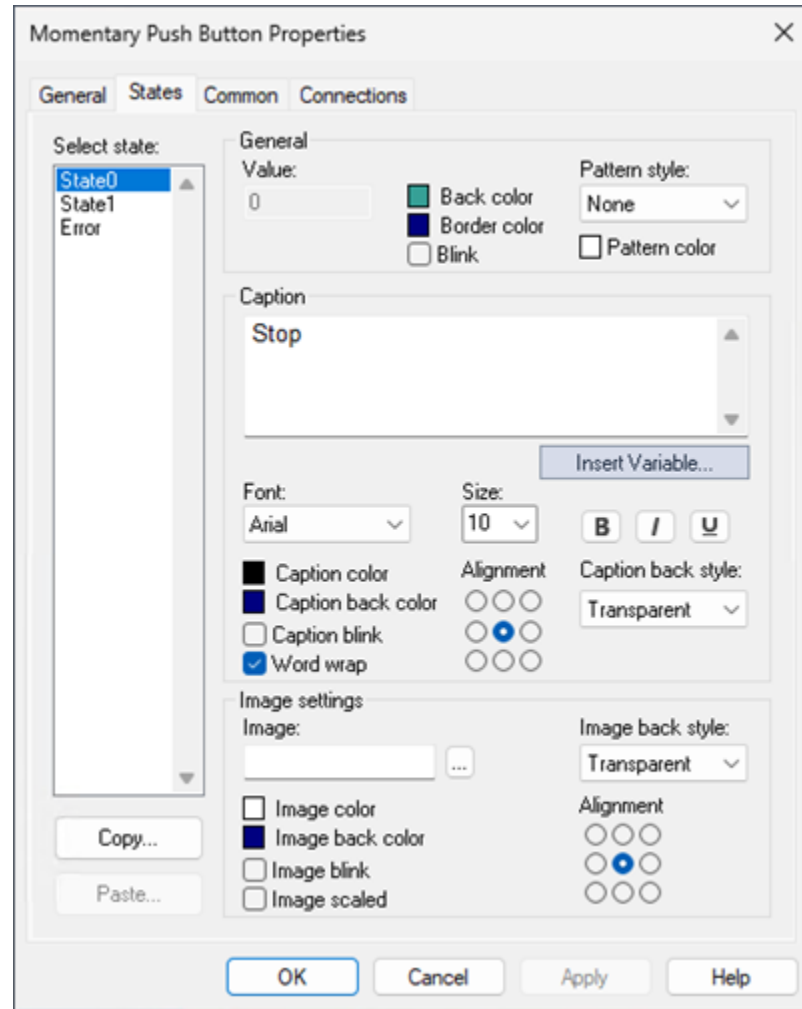 Momentary Push Button Properties
General States Common Connections
Select state:
State0
State1
Error
Copy...
Paste...
General
Value:
0
Back color
Border color
Blink
Pattern style:
None
Pattern color
Caption
Stop
Insert Variable...
Font:
Arial
Size:
10
B I U
Caption color
Caption back color
Caption blink
Word wrap
Alignment
Caption back style:
Transparent
Image settings
Image:
...
Image back style:
Transparent
Image color
Image back color
Image blink
Image scaled
Alignment
OK Cancel Apply Help